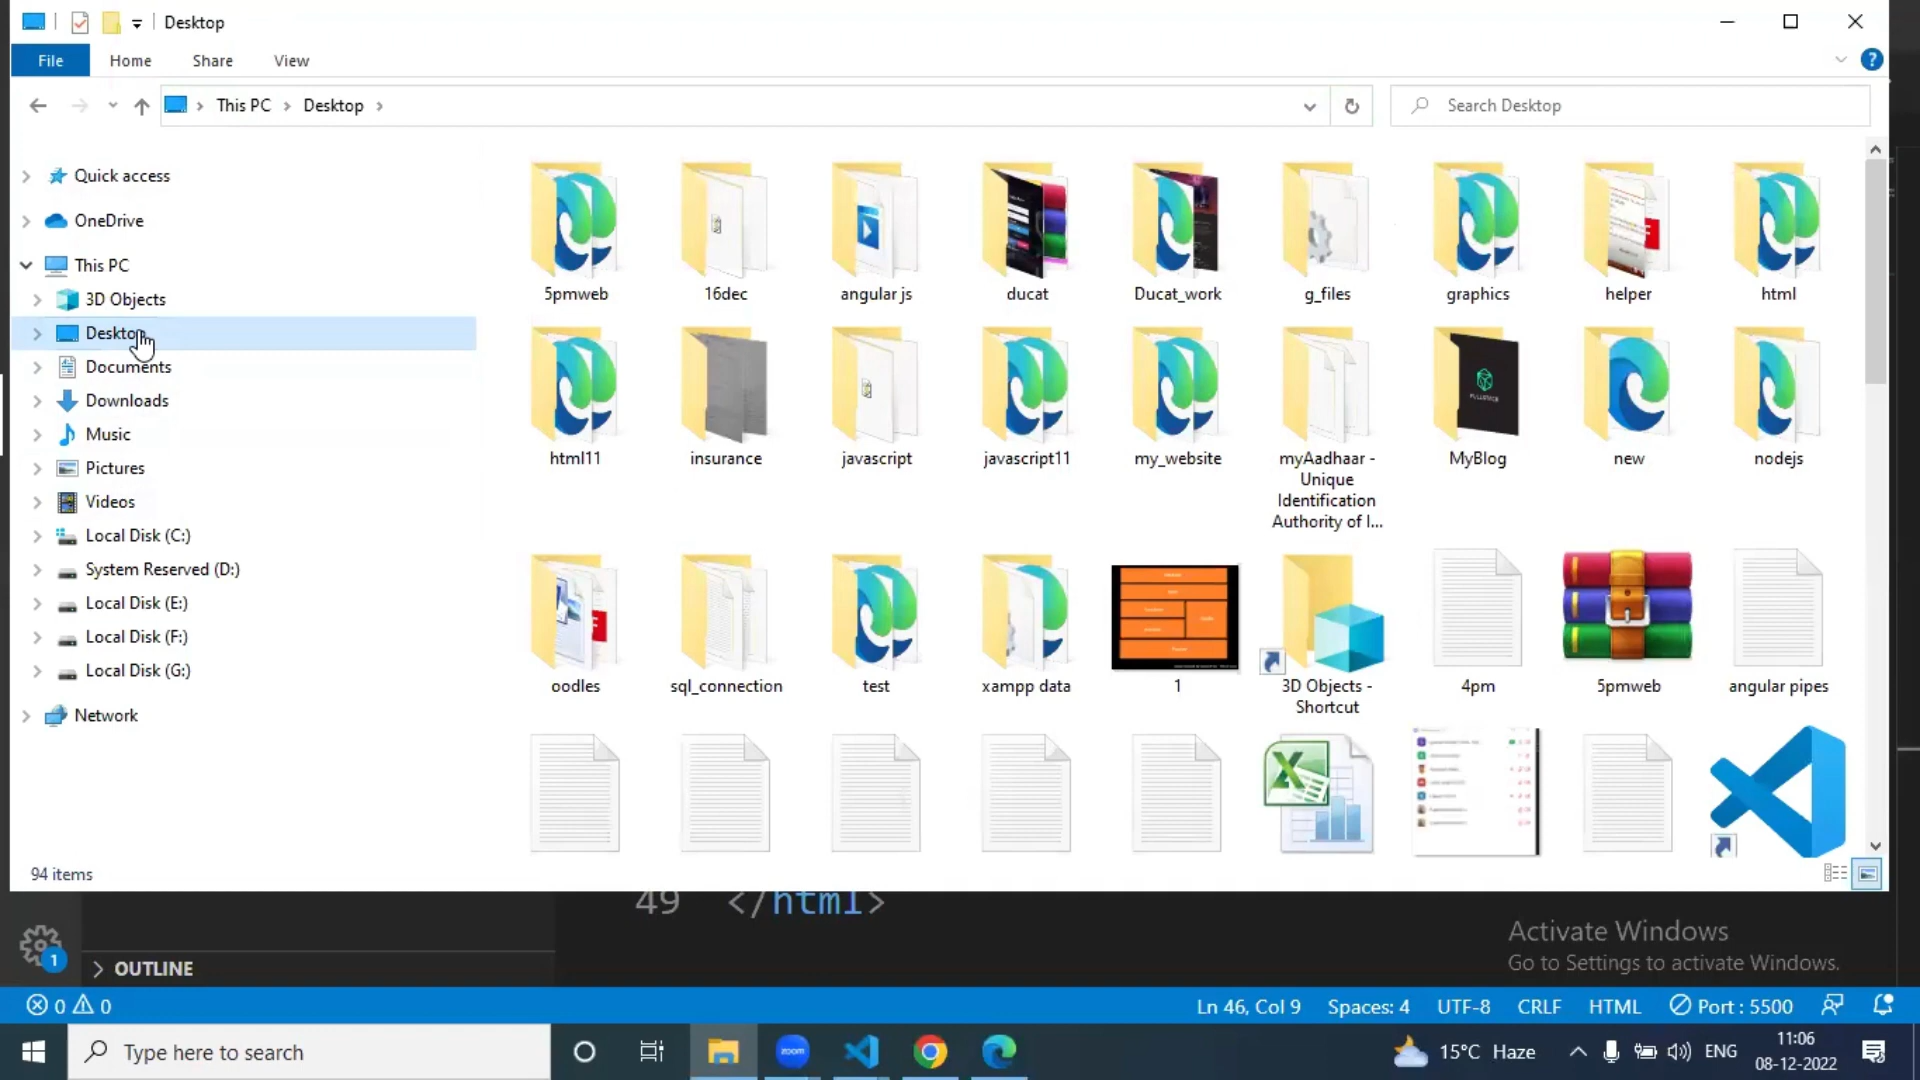 Desktop
File Home Share View
This PC Desktop
Search Desktop
Quick access
OneDrive
This PC
3D Objects
Desktop
Documents
Downloads
Music
Pictures
Videos
Local Disk (C:)
System Reserved (D:)
Local Disk (E:)
Local Disk (F:)
Local Disk (G:)
Network
5pmweb 16dec angular js ducat Ducat_work g_files graphics helper html
html11 insurance javascript javascript11 my_website myAadhaar - MyBlog new nodejs
Unique
Identification
Authority of I...
oodles sql_connection test xampp data 1 3D Objects - 4pm 5pmweb angular pipes
Shortcut
94 items
49 </html>
1
OUTLINE
Activate Windows
Go to Settings to activate Windows.
0 0 Ln 46, Col 9 Spaces: 4 UTF-8 CRLF HTML Port : 5500
Type here to search zoom 15°C Haze ENG 11:06
08-12-2022